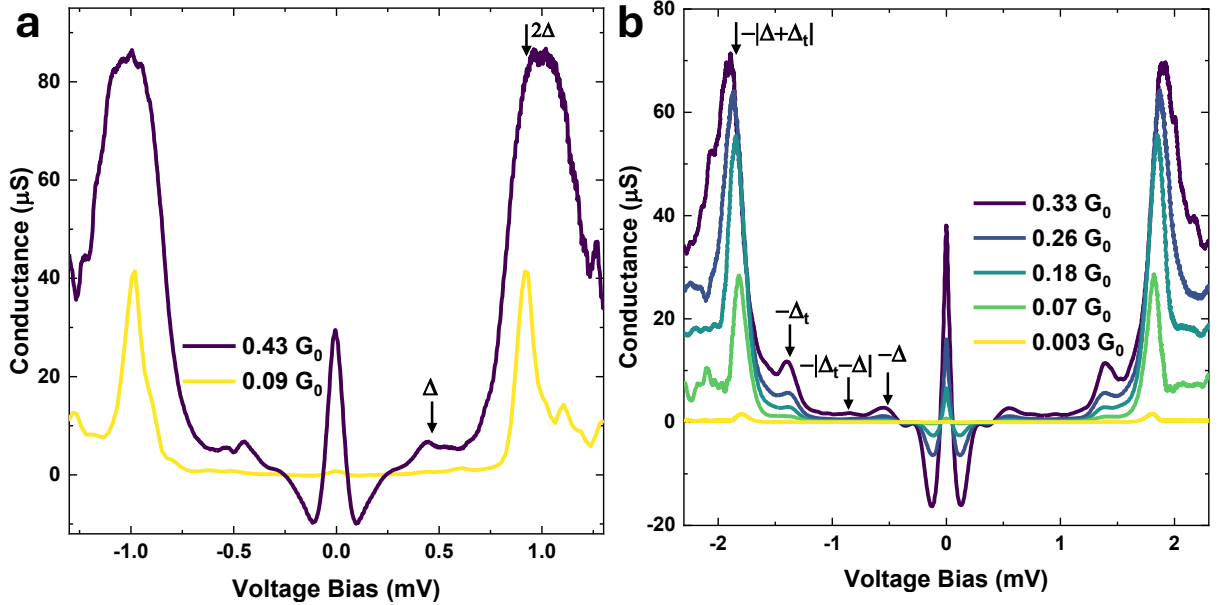 a
2Δ
80
60
40
20
0
Conductance (µS)
0.43 G₀
0.09 G₀
Δ
-1.0 -0.5 0.0 0.5 1.0
Voltage Bias (mV)
b
−|Δ+Δₜ|
80
60
40
20
0
-20
Conductance (µS)
−Δₜ
−|Δₜ−Δ|
−Δ
0.33 G₀
0.26 G₀
0.18 G₀
0.07 G₀
0.003 G₀
-2 -1 0 1 2
Voltage Bias (mV)